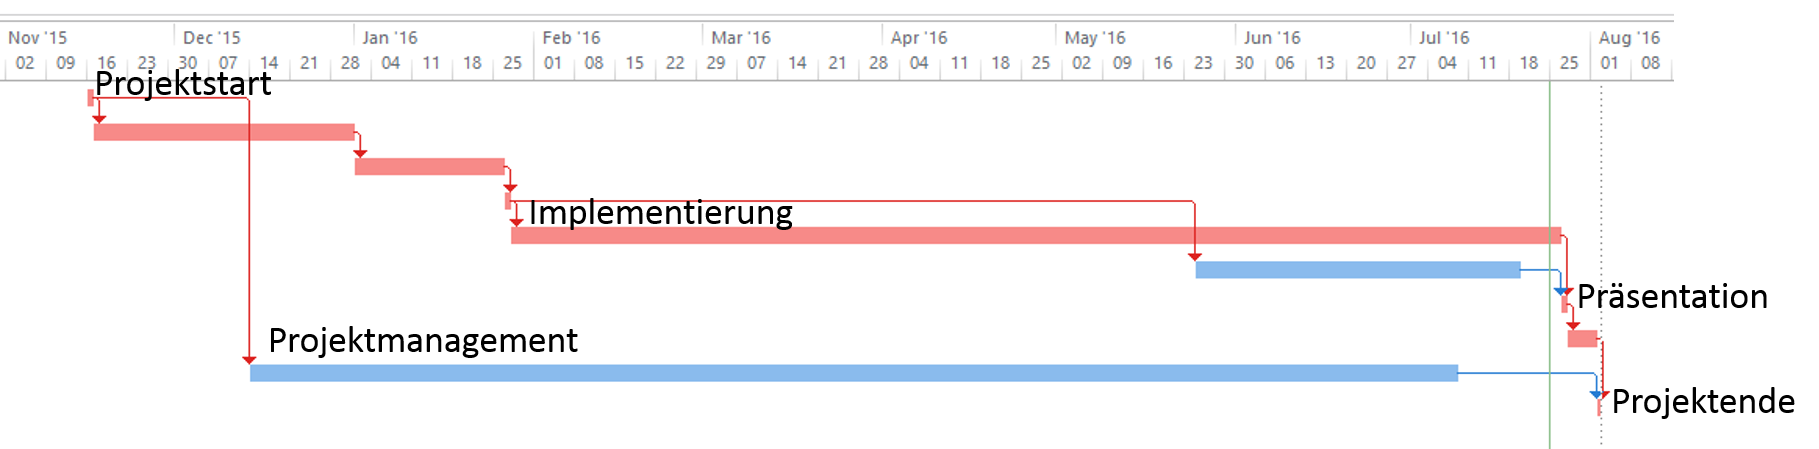 Nov '15 Dec '15 Jan '16 Feb '16 Mar '16 Apr '16 May '16 Jun '16 Jul '16 Aug '16
02 09 16 23 30 07 14 21 28 04 11 18 25 01 08 15 22 29 07 14 21 28 04 11 18 25 02 09 16 23 30 06 13 20 27 04 11 18 25 01 08
Projektstart
Implementierung
Präsentation
Projektmanagement
Projektende